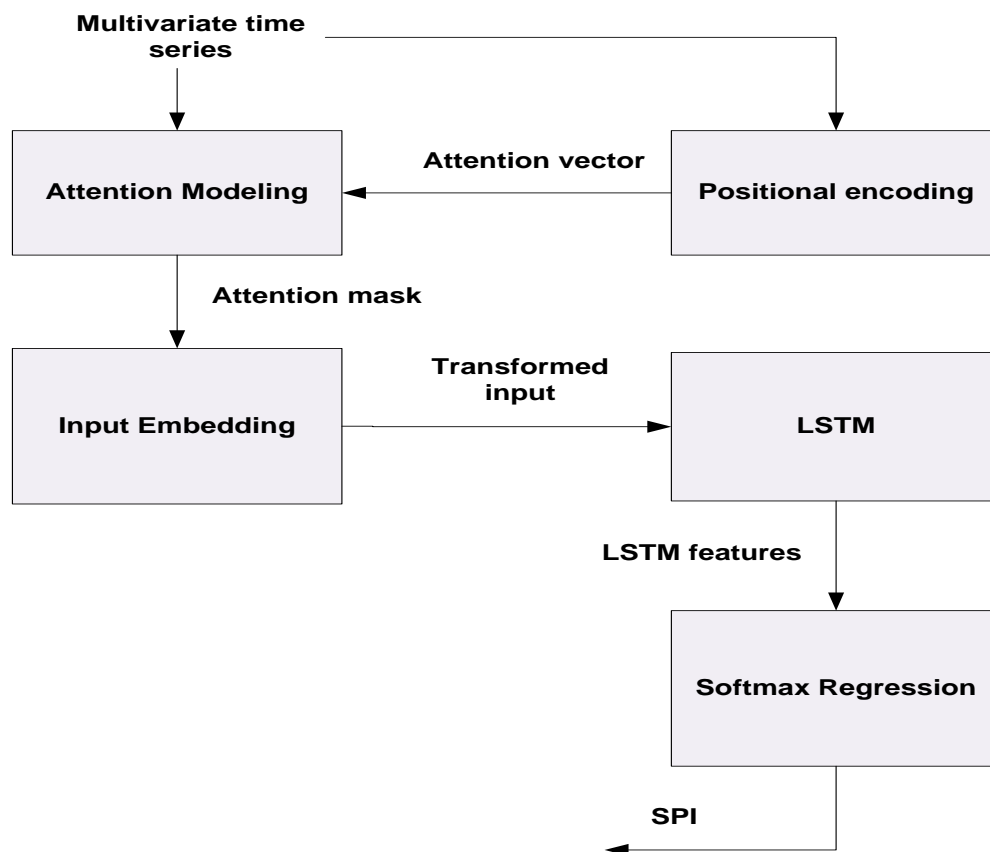 Multivariate time
series
Attention Modeling
Attention vector
Positional encoding
Attention mask
Input Embedding
Transformed
input
LSTM
LSTM features
Softmax Regression
SPI